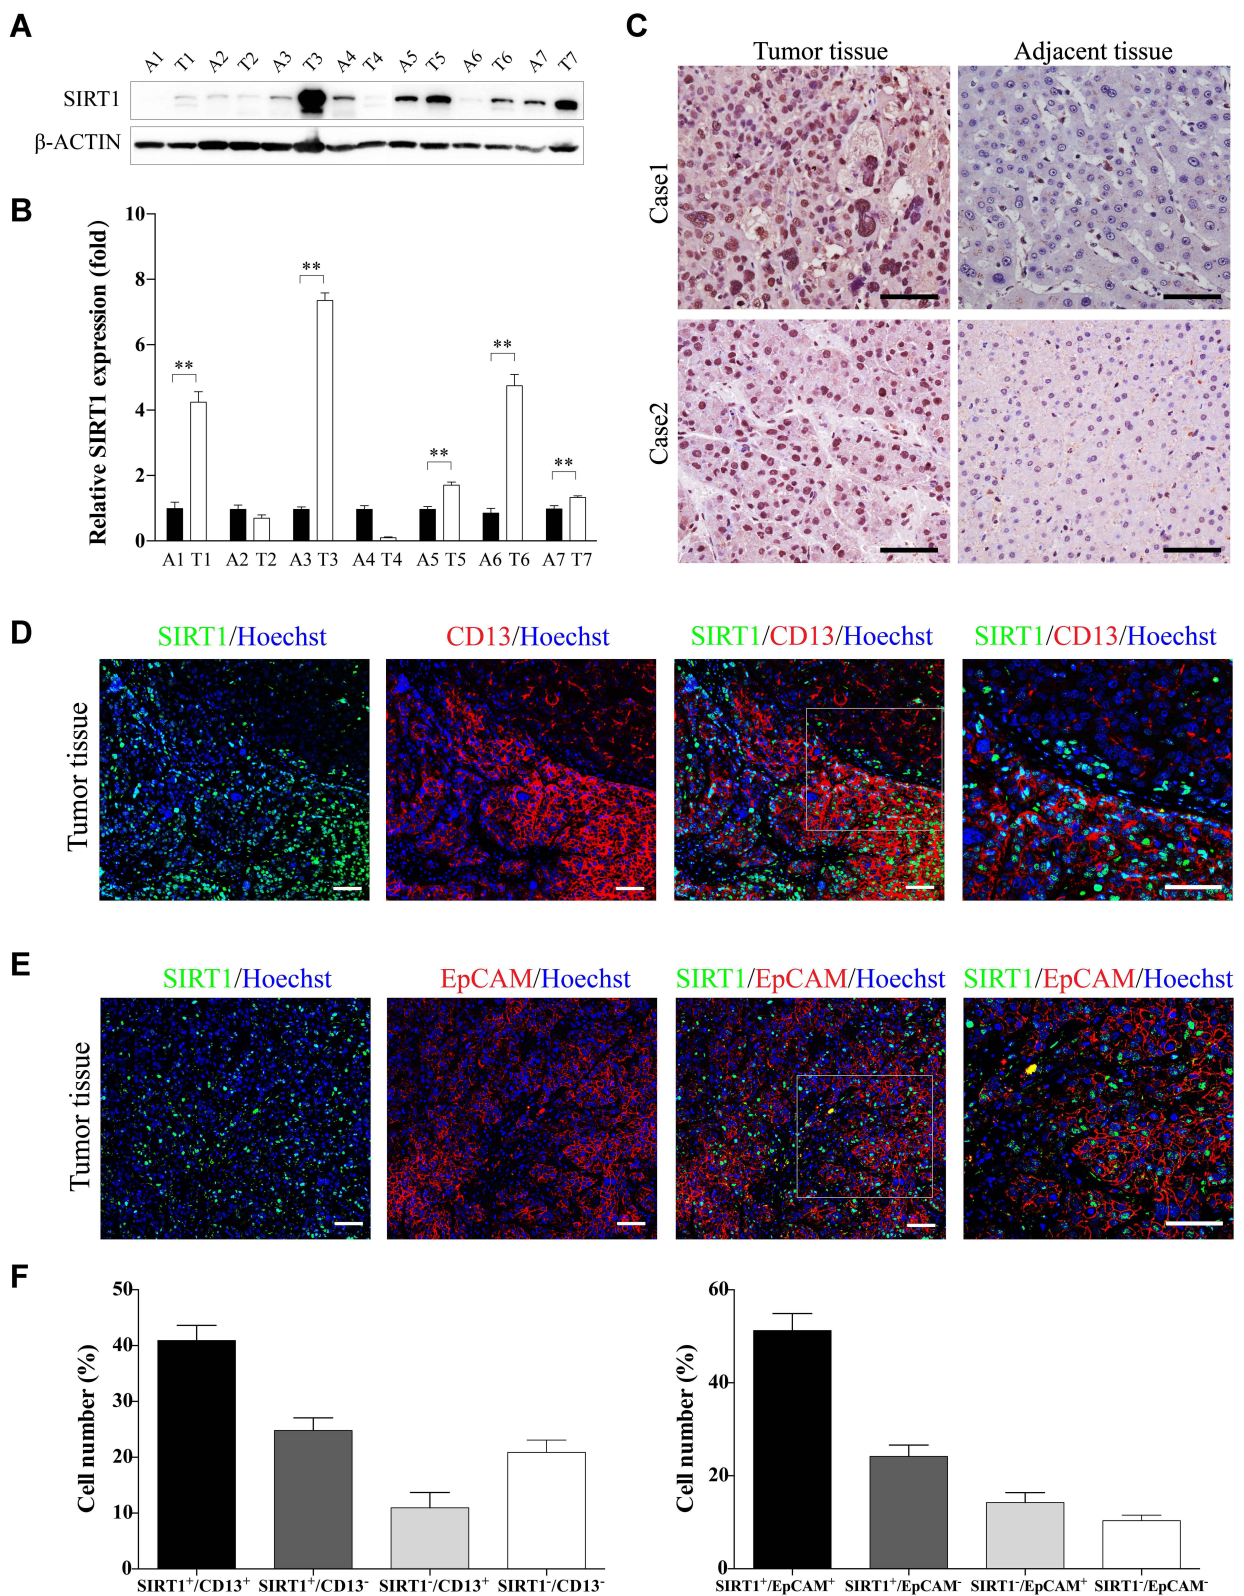 A
A1 T1 A2 T2 A3 T3 A4 T4 A5 T5 A6 T6 A7 T7
SIRT1
β-ACTIN
B
Relative SIRT1 expression (fold)
10
8
6
4
2
0
** ** ** ** **
A1 T1 A2 T2 A3 T3 A4 T4 A5 T5 A6 T6 A7 T7
C
Tumor tissue Adjacent tissue
Case1
Case2
D
SIRT1/Hoechst CD13/Hoechst SIRT1/CD13/Hoechst SIRT1/CD13/Hoechst
Tumor tissue
E
SIRT1/Hoechst EpCAM/Hoechst SIRT1/EpCAM/Hoechst SIRT1/EpCAM/Hoechst
Tumor tissue
F
Cell number (%)
50
40
30
20
10
0
SIRT1⁺/CD13⁺ SIRT1⁺/CD13⁻ SIRT1⁻/CD13⁺ SIRT1⁻/CD13⁻
Cell number (%)
60
40
20
0
SIRT1⁺/EpCAM⁺ SIRT1⁺/EpCAM⁻ SIRT1⁻/EpCAM⁺ SIRT1⁻/EpCAM⁻